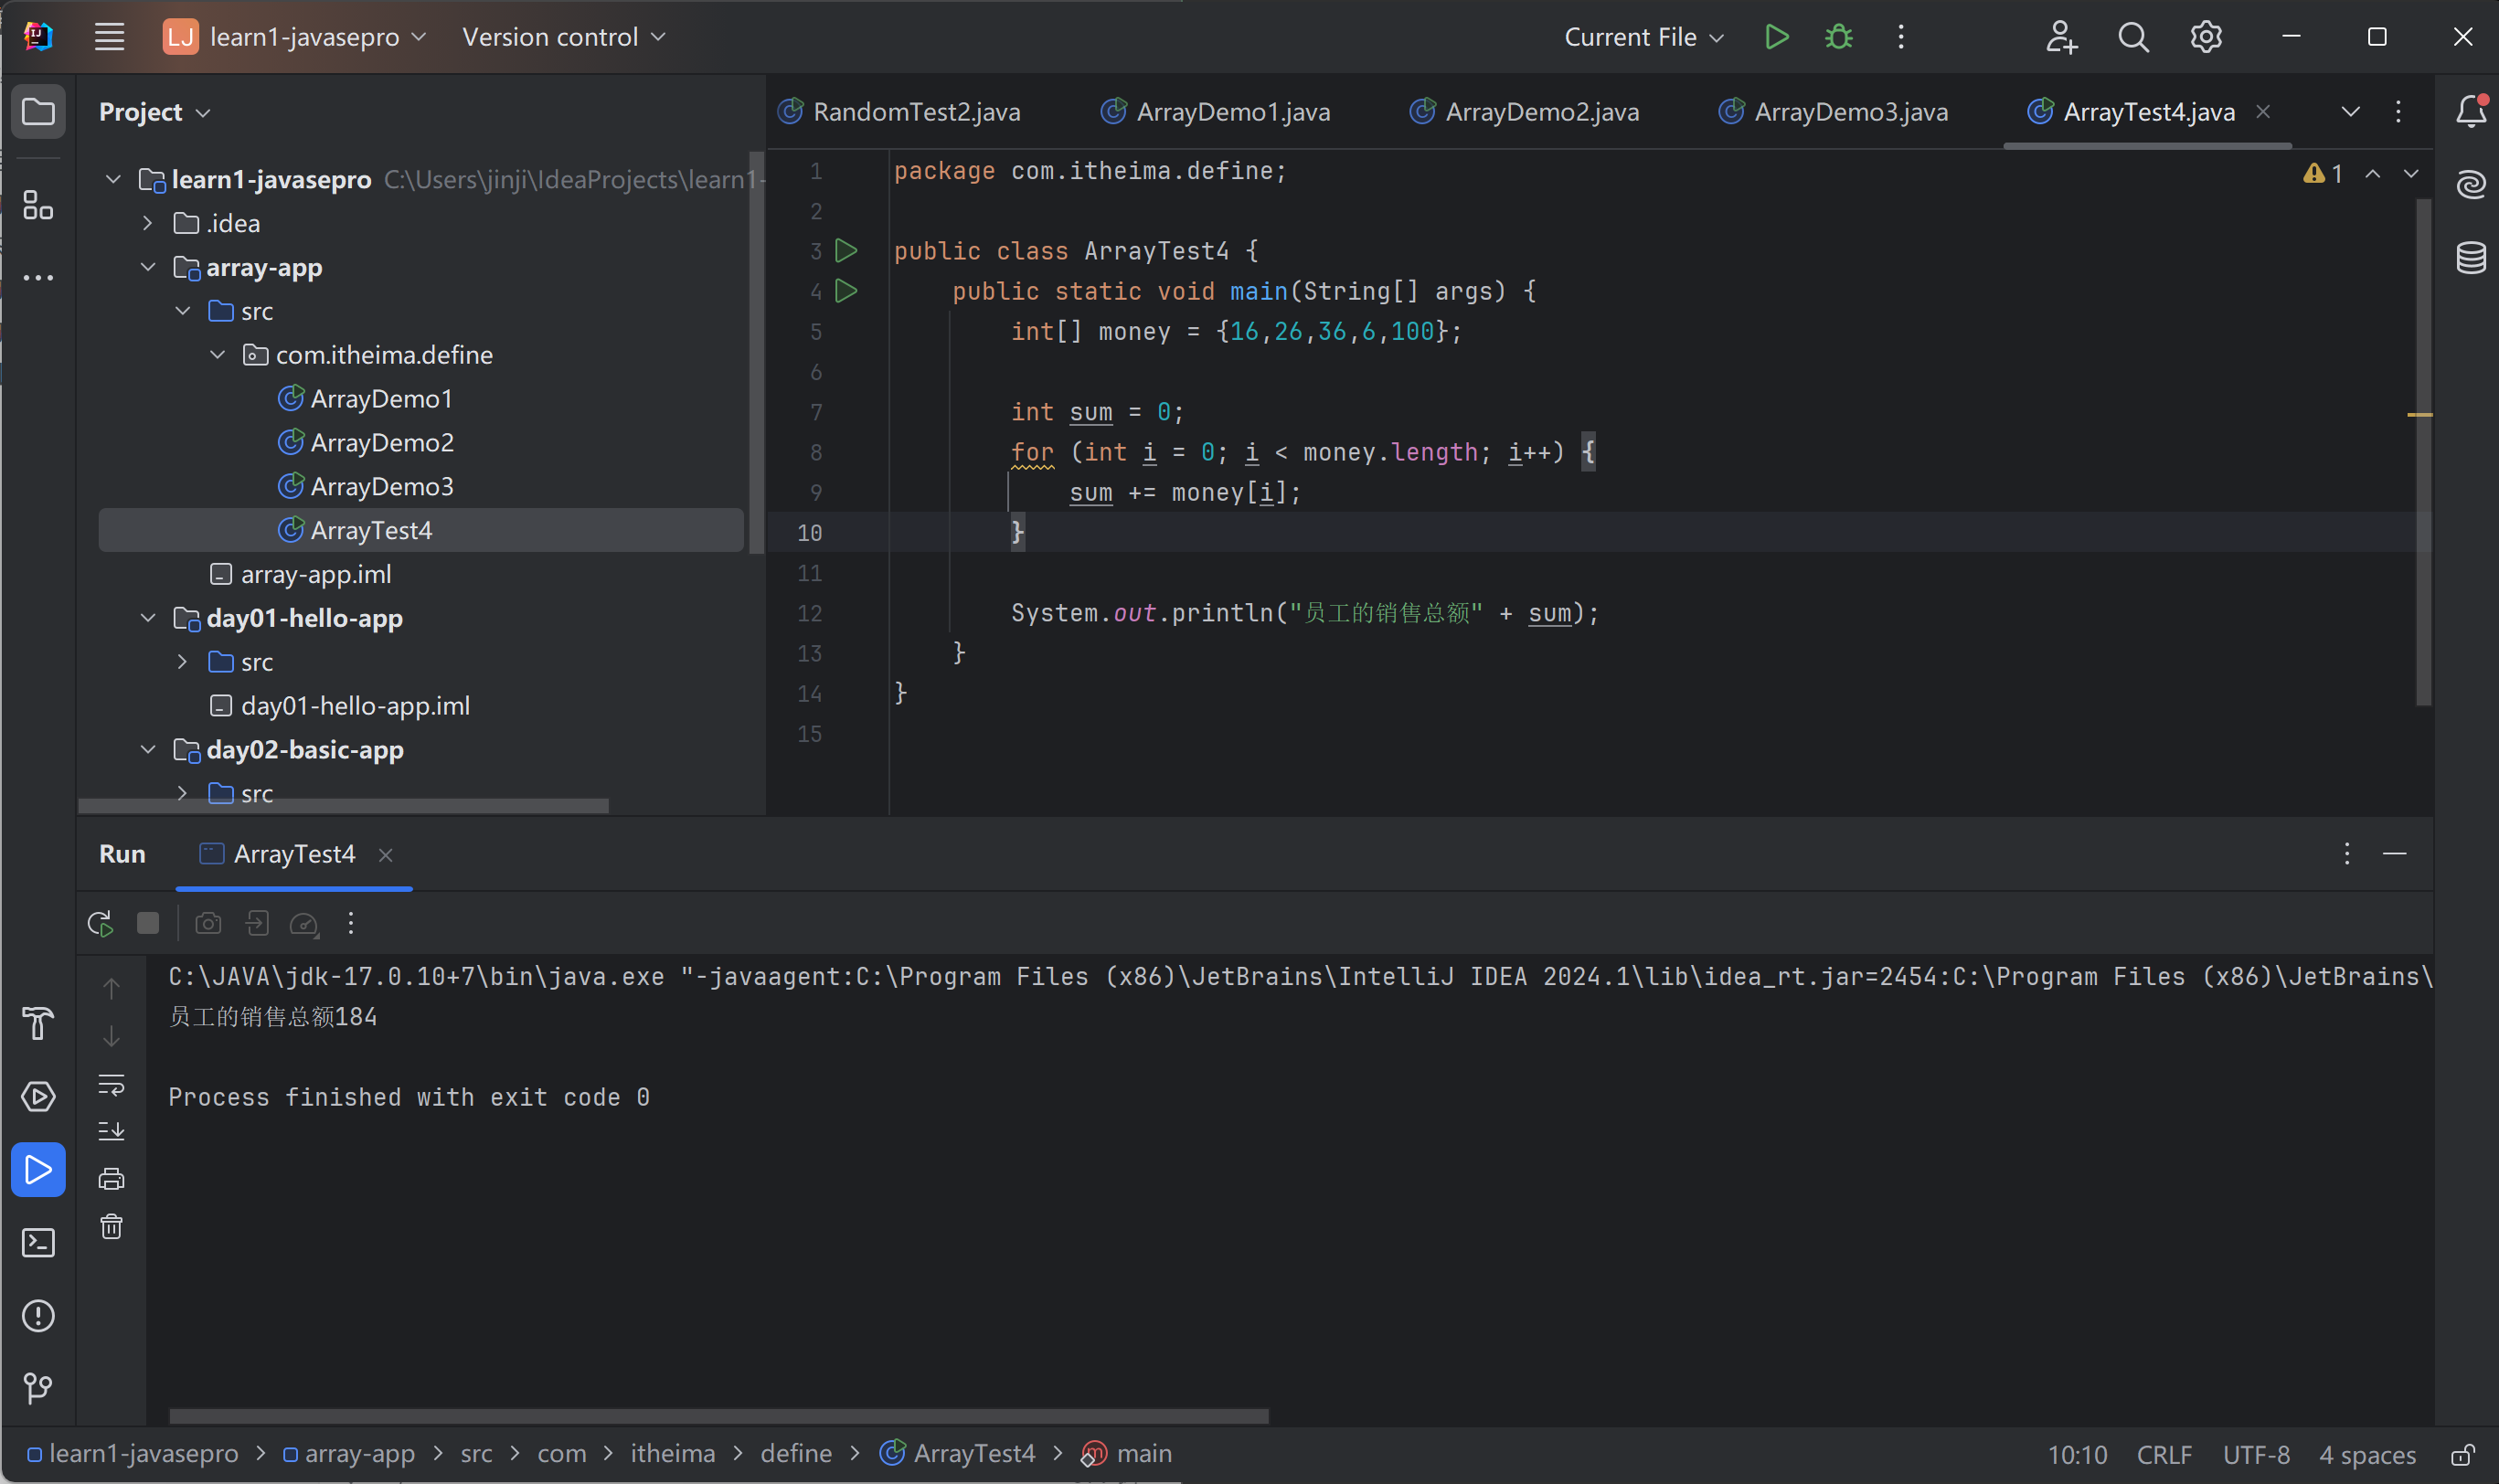 LJ learn1-javasepro Version control Current File
Project
RandomTest2.java ArrayDemo1.java ArrayDemo2.java ArrayDemo3.java ArrayTest4.java
learn1-javasepro C:\Users\jinji\IdeaProjects\learn1-
.idea
array-app
src
com.itheima.define
ArrayDemo1
ArrayDemo2
ArrayDemo3
ArrayTest4
array-app.iml
day01-hello-app
src
day01-hello-app.iml
day02-basic-app
src
1
1 package com.itheima.define;
2
3 public class ArrayTest4 {
4 public static void main(String[] args) {
5 int[] money = {16,26,36,6,100};
6
7 int sum = 0;
8 for (int i = 0; i < money.length; i++) {
9 sum += money[i];
10 }
11
12 System.out.println("员工的销售总额" + sum);
13 }
14 }
15
Run ArrayTest4
C:\JAVA\jdk-17.0.10+7\bin\java.exe "-javaagent:C:\Program Files (x86)\JetBrains\IntelliJ IDEA 2024.1\lib\idea_rt.jar=2454:C:\Program Files (x86)\JetBrains\
员工的销售总额184
Process finished with exit code 0
learn1-javasepro > array-app > src > com > itheima > define > ArrayTest4 > main 10:10 CRLF UTF-8 4 spaces